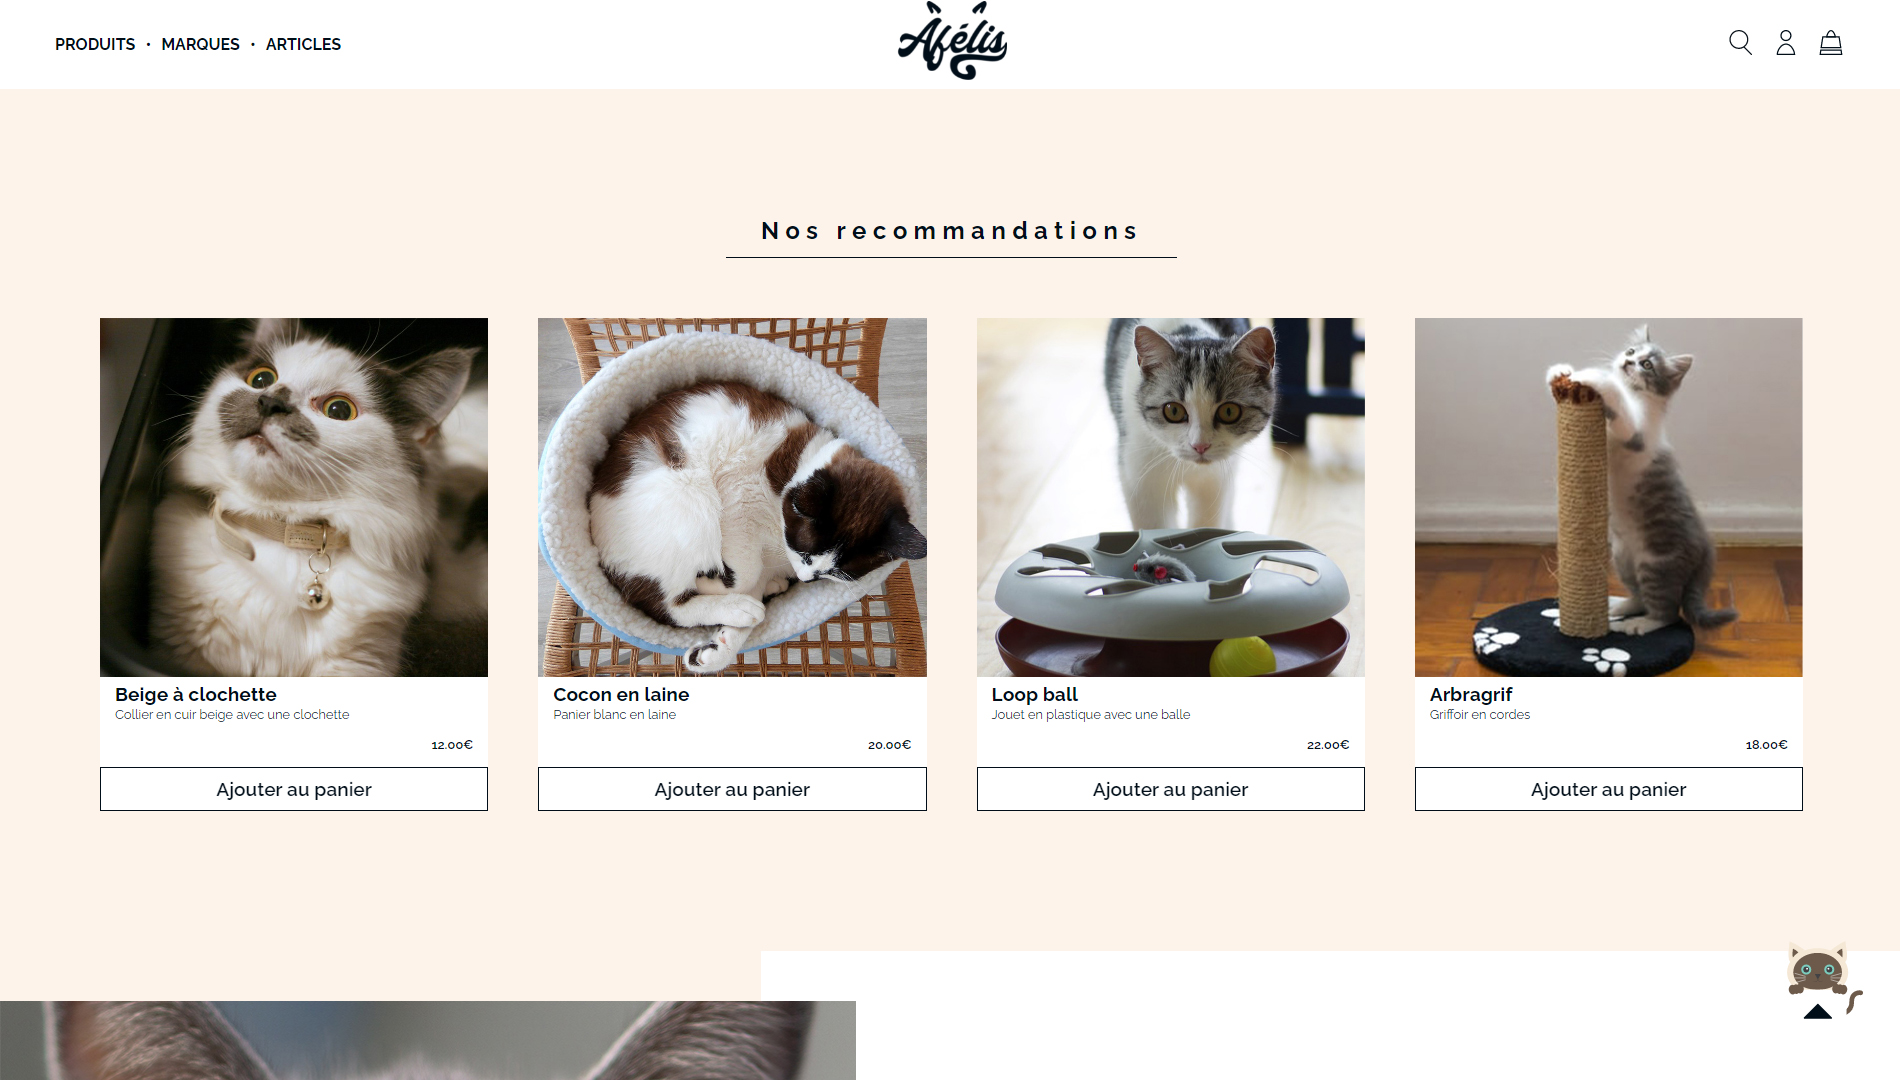 PRODUITS • MARQUES • ARTICLES
Afélis
Nos recommandations
Beige à clochette
Collier en cuir beige avec une clochette
12.00€
Ajouter au panier
Cocon en laine
Panier blanc en laine
20.00€
Ajouter au panier
Loop ball
Jouet en plastique avec une balle
22.00€
Ajouter au panier
Arbragrif
Griffoir en cordes
18.00€
Ajouter au panier